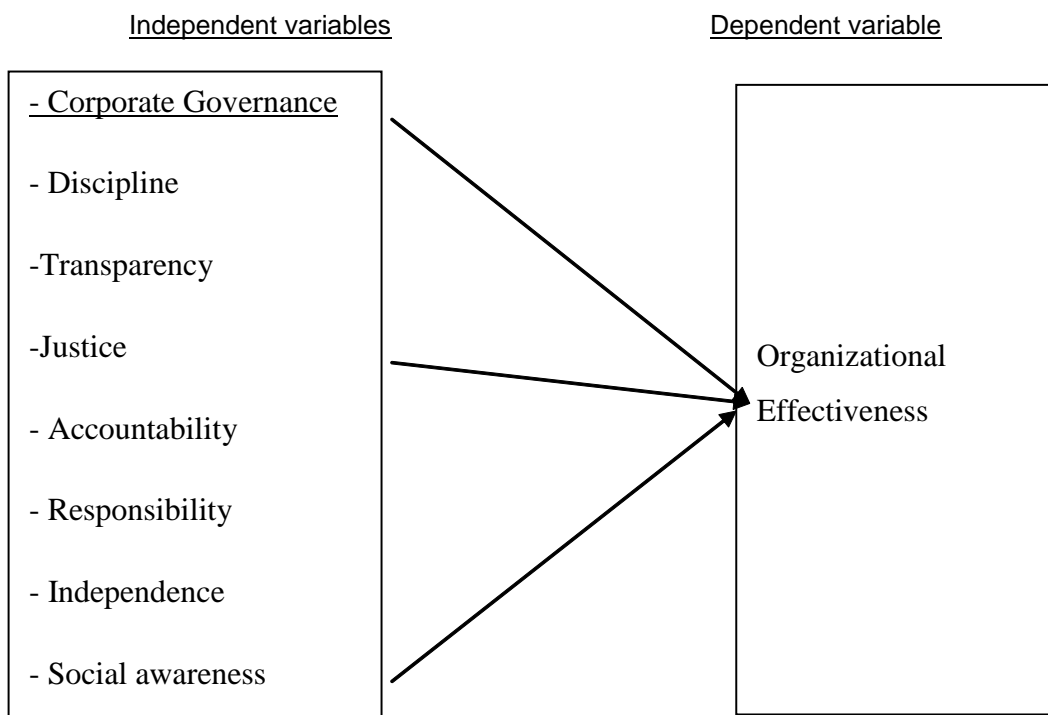 Independent variables
Dependent variable
- Corporate Governance
- Discipline
-Transparency
-Justice
- Accountability
- Responsibility
- Independence
- Social awareness
Organizational
Effectiveness